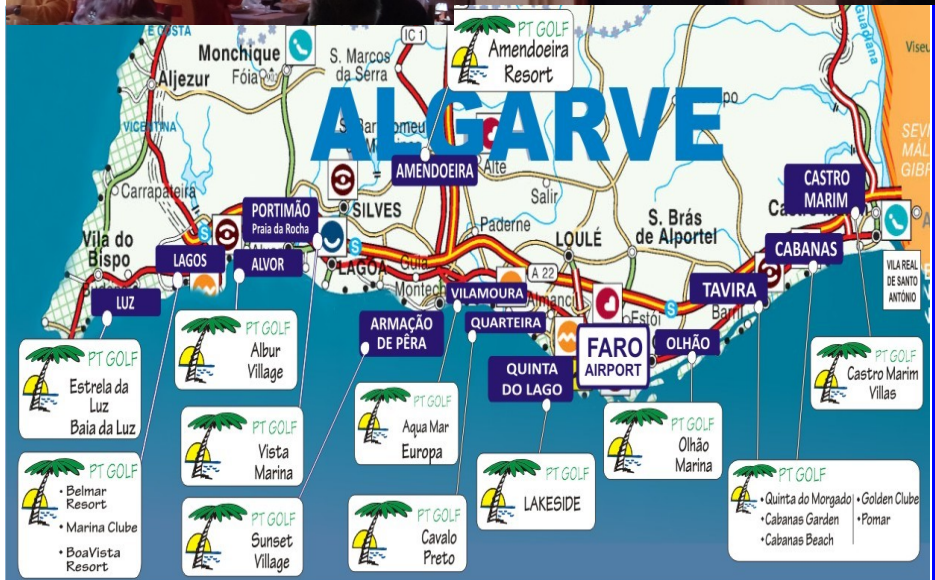 E COSTA
VICENTINA
Monchique
Fóia
Aljezur
S. Marcos
da Serra
IC 1
PT GOLF
Amendoeira
Resort
Guadiana
ALGARVE
AMENDOEIRA
Alte
Salir
Carrapateira
PORTIMÃO
Praia da Rocha
SILVES
Paderne
LOULÉ
S. Brás
de Alportel
CASTRO
MARIM
CABANAS
Vila do
Bispo
LAGOS
ALVOR
LAGOA
Guia
A 22
VILA REAL
DE SANTO
ANTÓNIO
LUZ
VILAMOURA
TAVIRA
Barril
Estói
ARMAÇÃO
DE PÊRA
QUARTEIRA
FARO
AIRPORT
OLHÃO
QUINTA
DO LAGO
PT GOLF
Estrela da
Luz
Baia da Luz
PT GOLF
Albur
Village
PT GOLF
Castro Marim
Villas
PT GOLF
Vista
Marina
PT GOLF
Aqua Mar
Europa
PT GOLF
Olhão
Marina
PT GOLF
• Belmar
Resort
• Marina Clube
• BoaVista
Resort
PT GOLF
Sunset
Village
PT GOLF
Cavalo
Preto
PT GOLF
LAKESIDE
PT GOLF
• Quinta do Morgado
• Cabanas Garden
• Cabanas Beach
• Golden Clube
• Pomar